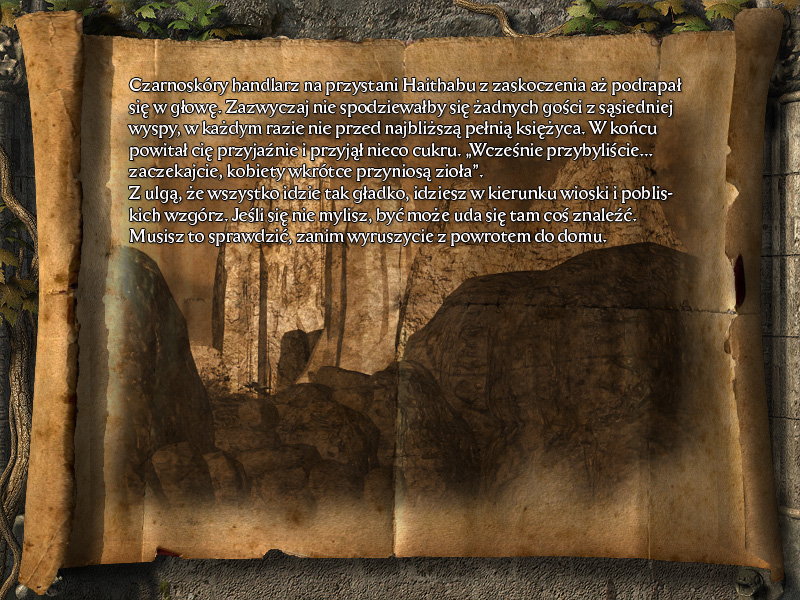 Czarnoskóry handlarz na przystani Haithabu z zaskoczenia aż podrapał
się w głowę. Zazwyczaj nie spodziewałby się żadnych gości z sąsiedniej
wyspy, w każdym razie nie przed najbliższą pełnią księżyca. W końcu
powitał cię przyjaźnie i przyjął nieco cukru. „Wcześnie przybyliście...
zaczekajcie, kobiety wkrótce przyniosą zioła”.
Z ulgą, że wszystko idzie tak gładko, idziesz w kierunku wioski i poblis-
kich wzgórz. Jeśli się nie mylisz, być może uda się tam coś znaleźć.
Musisz to sprawdzić, zanim wyruszycie z powrotem do domu.